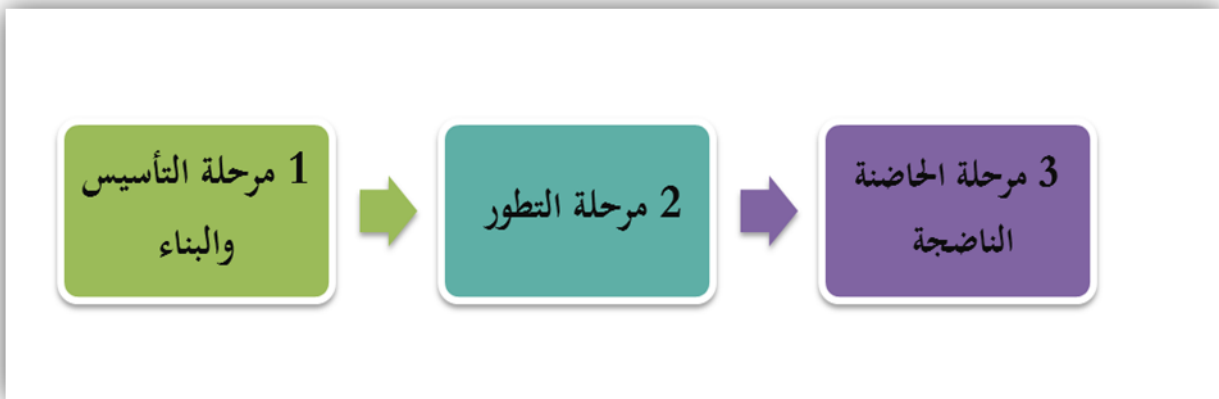 1 مرحلة التأسيس
والبناء
2 مرحلة التطور
3 مرحلة الحاضنة
الناضجة